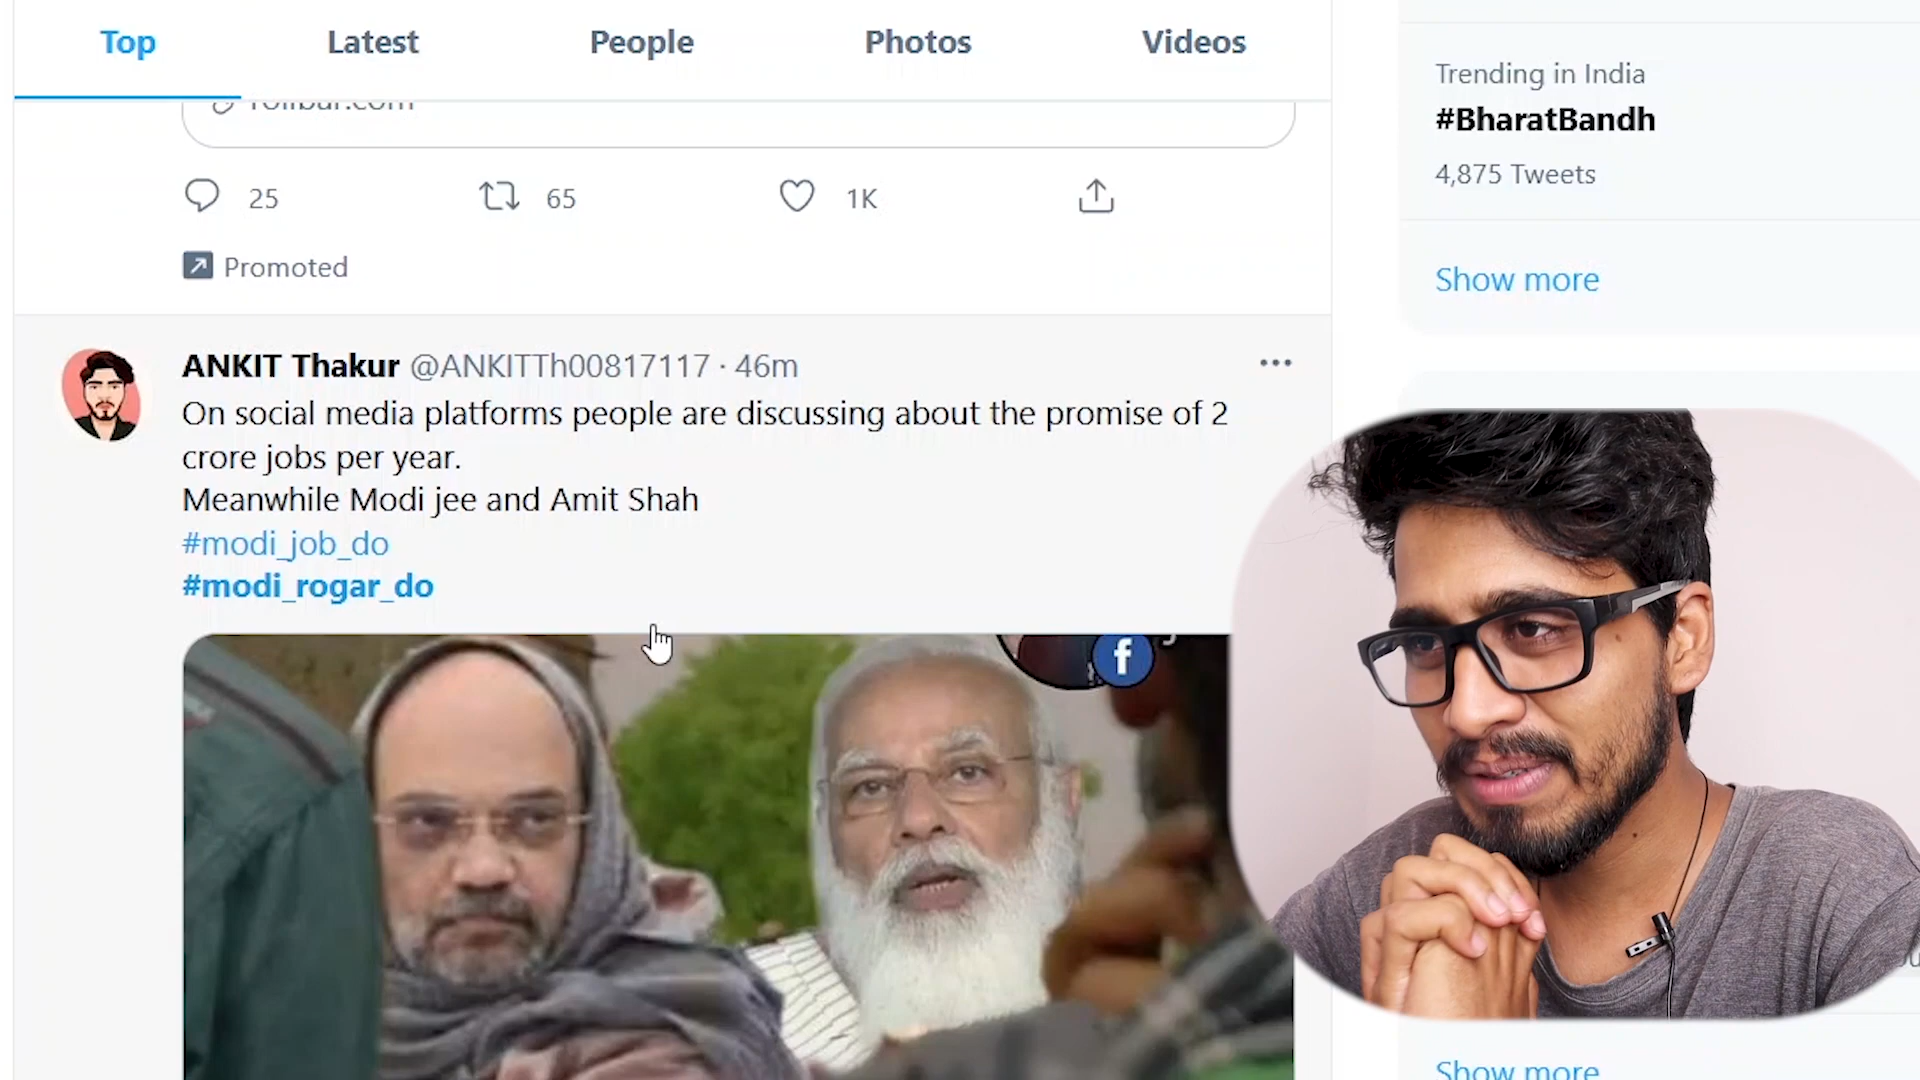 Top
Latest
People
Photos
Videos
rollbar.com
25
65
1K
Promoted
ANKIT Thakur @ANKITTh00817117 · 46m
On social media platforms people are discussing about the promise of 2
crore jobs per year.
Meanwhile Modi jee and Amit Shah
#modi_job_do
#modi_rogar_do
f
Trending in India
#BharatBandh
4,875 Tweets
Show more
Show more